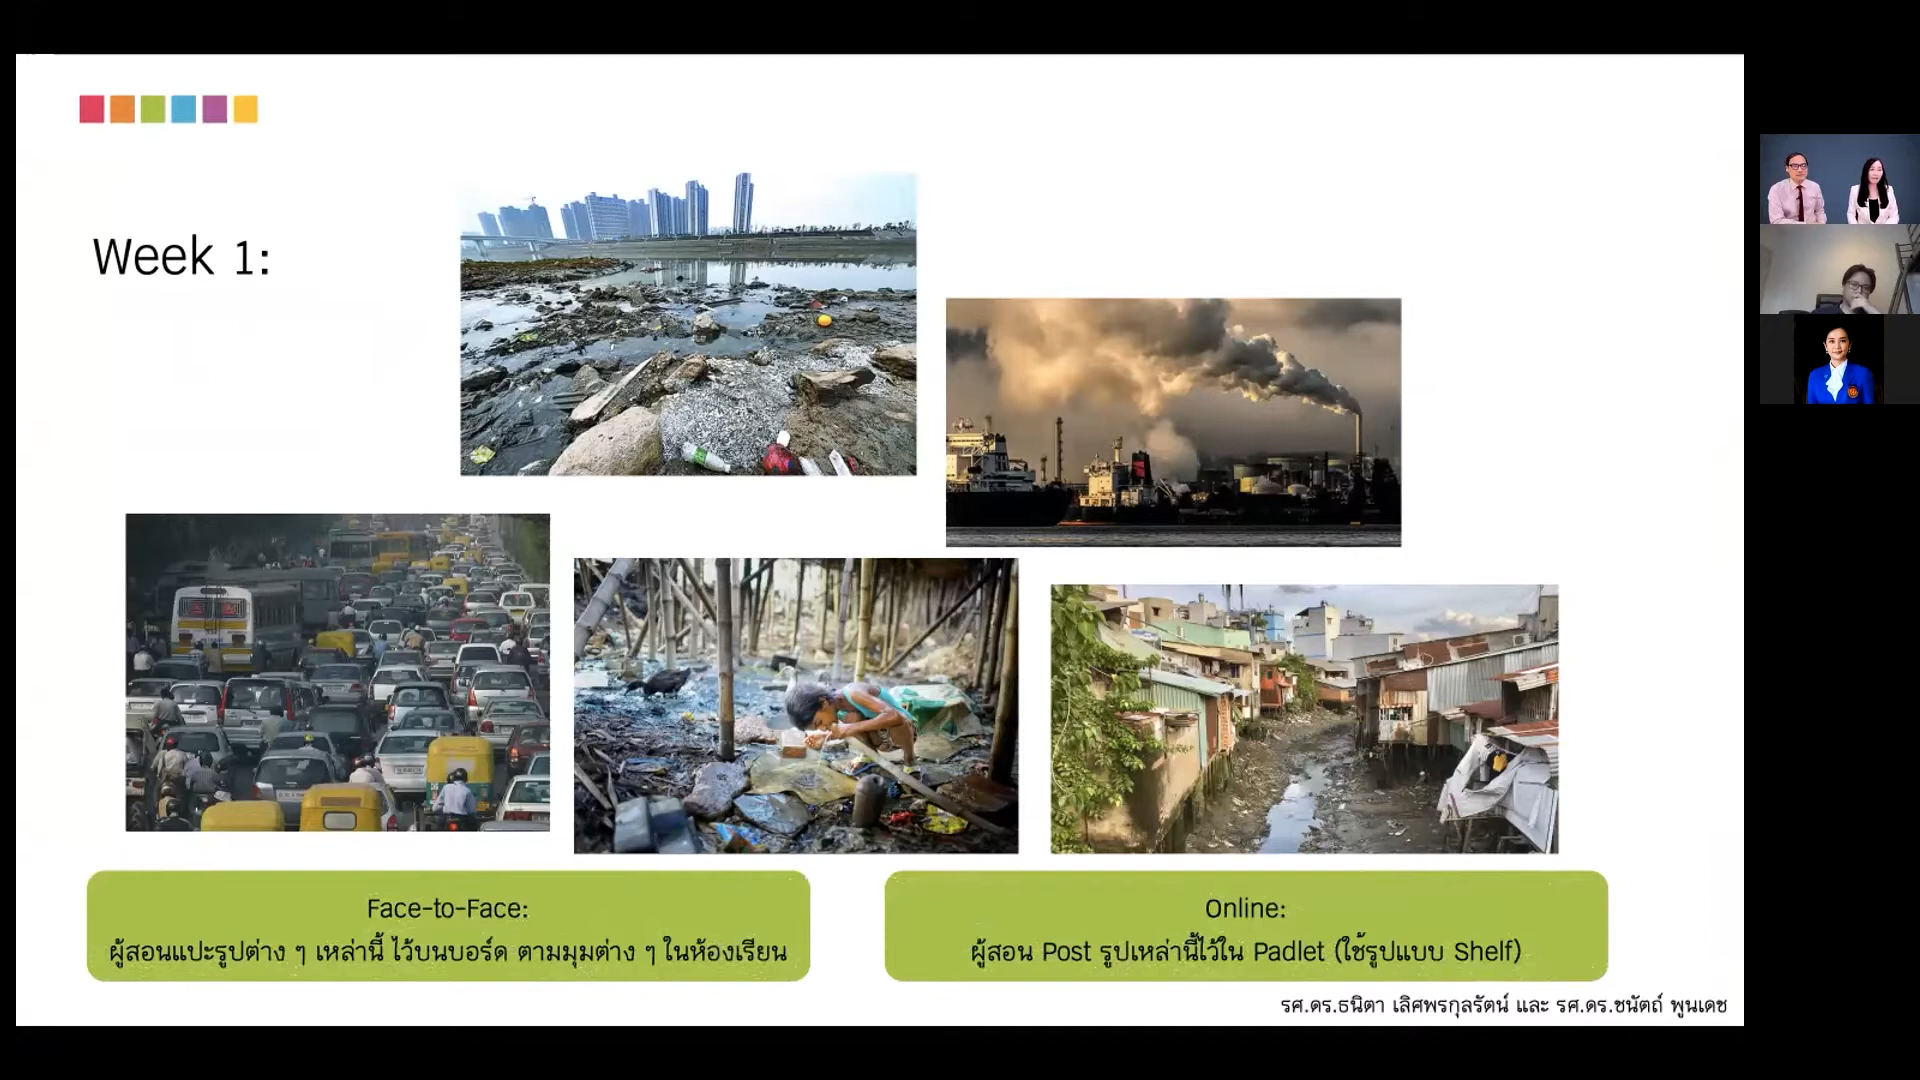 Week 1:
Face-to-Face:
ผู้สอนแปะรูปต่าง ๆ เหล่านี้ ไว้บนบอร์ด ตามมุมต่าง ๆ ในห้องเรียน
Online:
ผู้สอน Post รูปเหล่านี้ไว้ใน Padlet (ใช้รูปแบบ Shelf)
รศ.ดร.ธนิตา เลิศพรกุลรัตน์ และ รศ.ดร.ชนัตถ์ พูนเดช